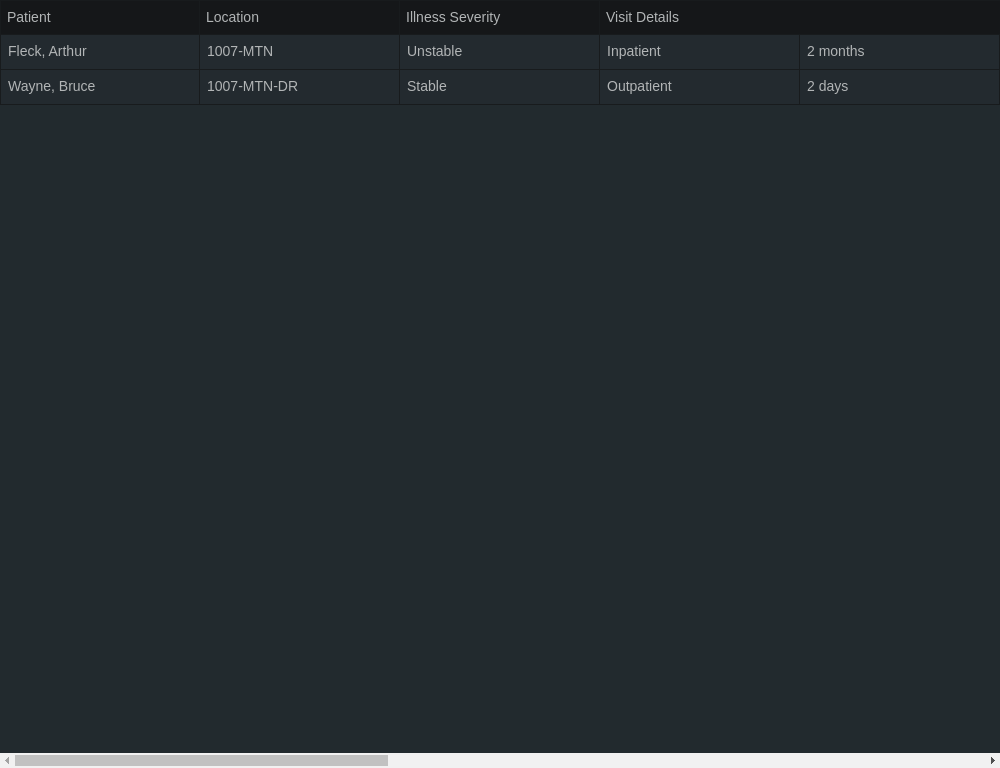 Patient Location Illness Severity Visit Details
Fleck, Arthur 1007-MTN Unstable Inpatient 2 months
Wayne, Bruce 1007-MTN-DR Stable Outpatient 2 days